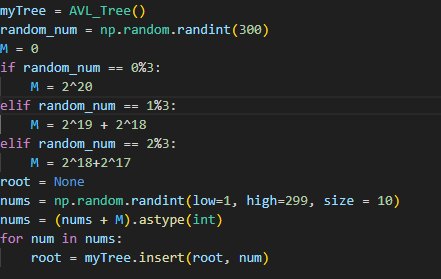 myTree = AVL_Tree()
random_num = np.random.randint(300)
M = 0
if random_num == 0%3:
    M = 2^20
elif random_num == 1%3:
    M = 2^19 + 2^18
elif random_num == 2%3:
    M = 2^18+2^17
root = None
nums = np.random.randint(low=1, high=299, size = 10)
nums = (nums + M).astype(int)
for num in nums:
    root = myTree.insert(root, num)